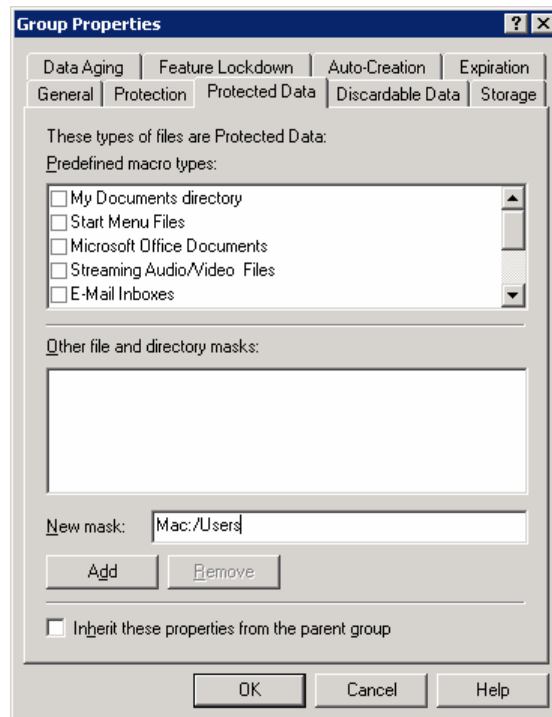 Group Properties
Data Aging Feature Lockdown Auto-Creation Expiration
General Protection Protected Data Discardable Data Storage
These types of files are Protected Data:
Predefined macro types:
My Documents directory
Start Menu Files
Microsoft Office Documents
Streaming Audio/Video Files
E-Mail Inboxes
Other file and directory masks:
New mask: Mac:/Users
Add Remove
Inherit these properties from the parent group
OK Cancel Help